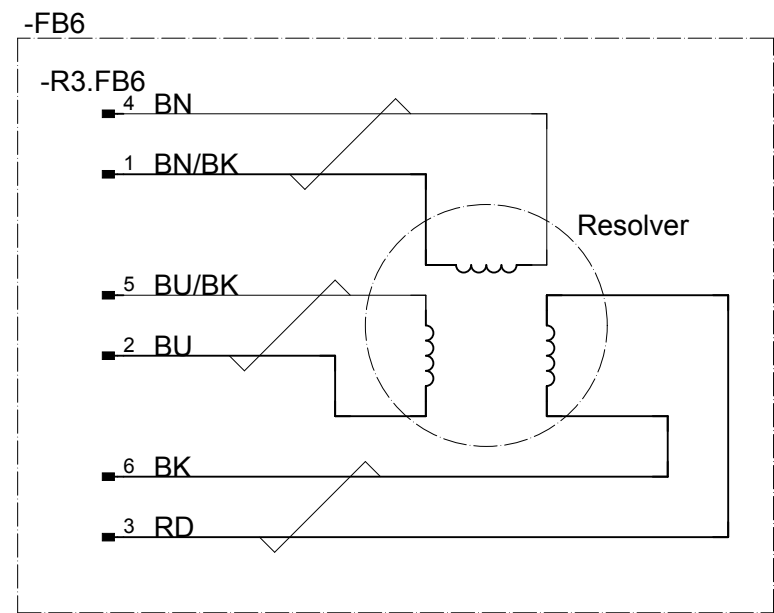 -FB6
-R3.FB6
4 BN
1 BN/BK
Resolver
5 BU/BK
2 BU
6 BK
3 RD